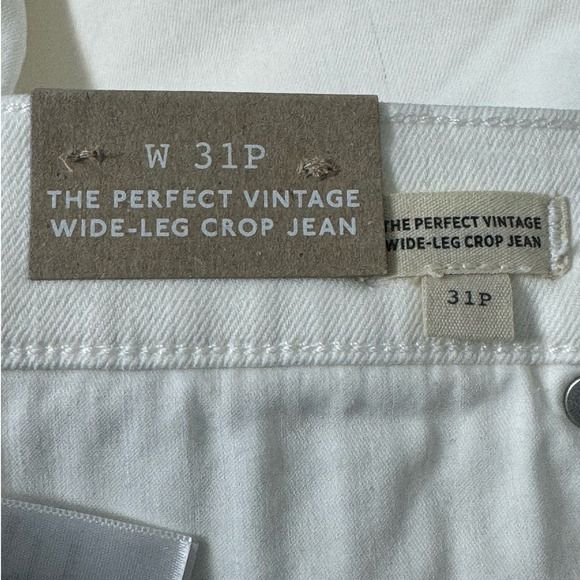 W 31P
THE PERFECT VINTAGE
WIDE-LEG CROP JEAN
THE PERFECT VINTAGE
WIDE-LEG CROP JEAN
31P